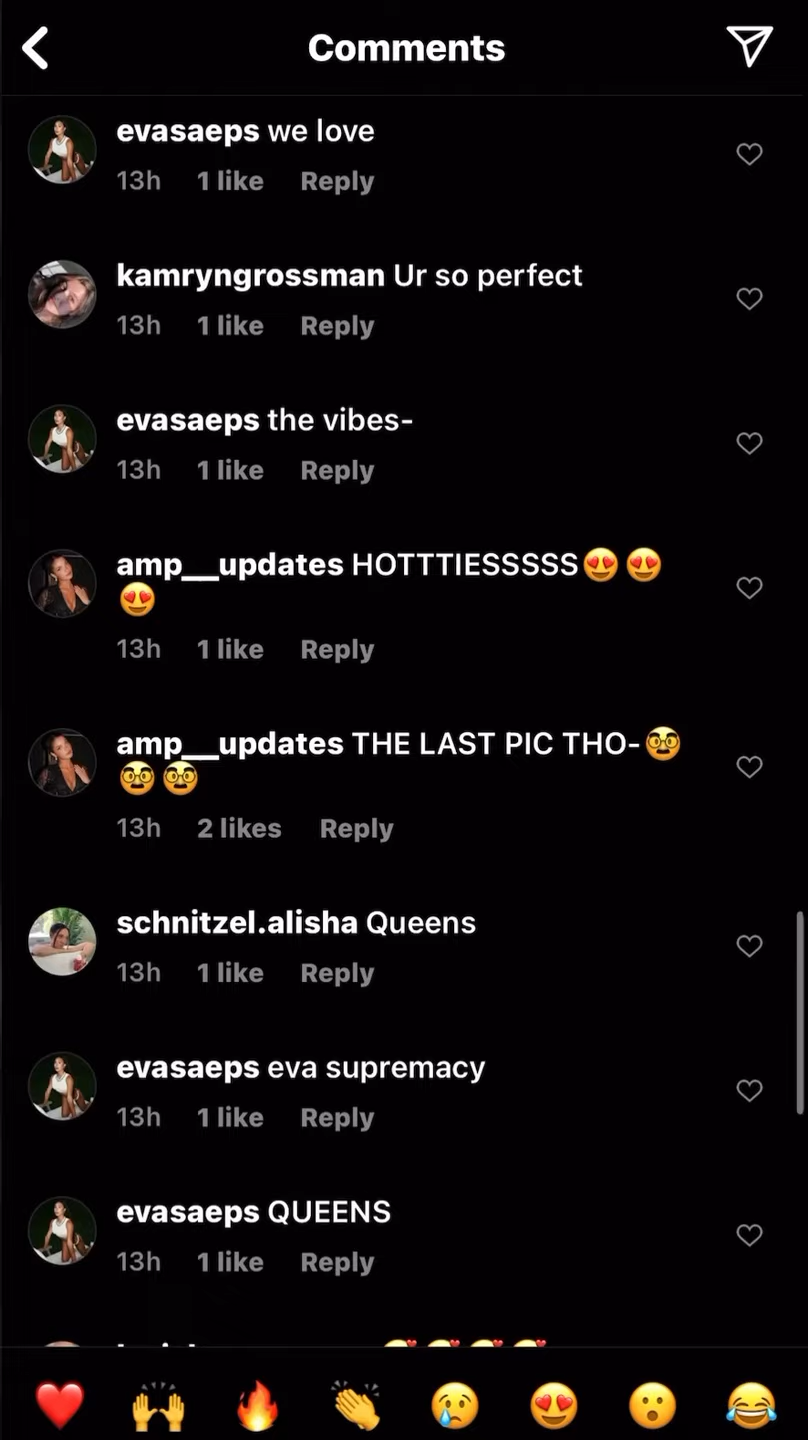 Comments
evasaeps we love
13h 1 like Reply
kamryngrossman Ur so perfect
13h 1 like Reply
evasaeps the vibes-
13h 1 like Reply
amp__updates HOTTTIESSSSS😍😍
😍
13h 1 like Reply
amp__updates THE LAST PIC THO-🥸
🥸🥸
13h 2 likes Reply
schnitzel.alisha Queens
13h 1 like Reply
evasaeps eva supremacy
13h 1 like Reply
evasaeps QUEENS
13h 1 like Reply